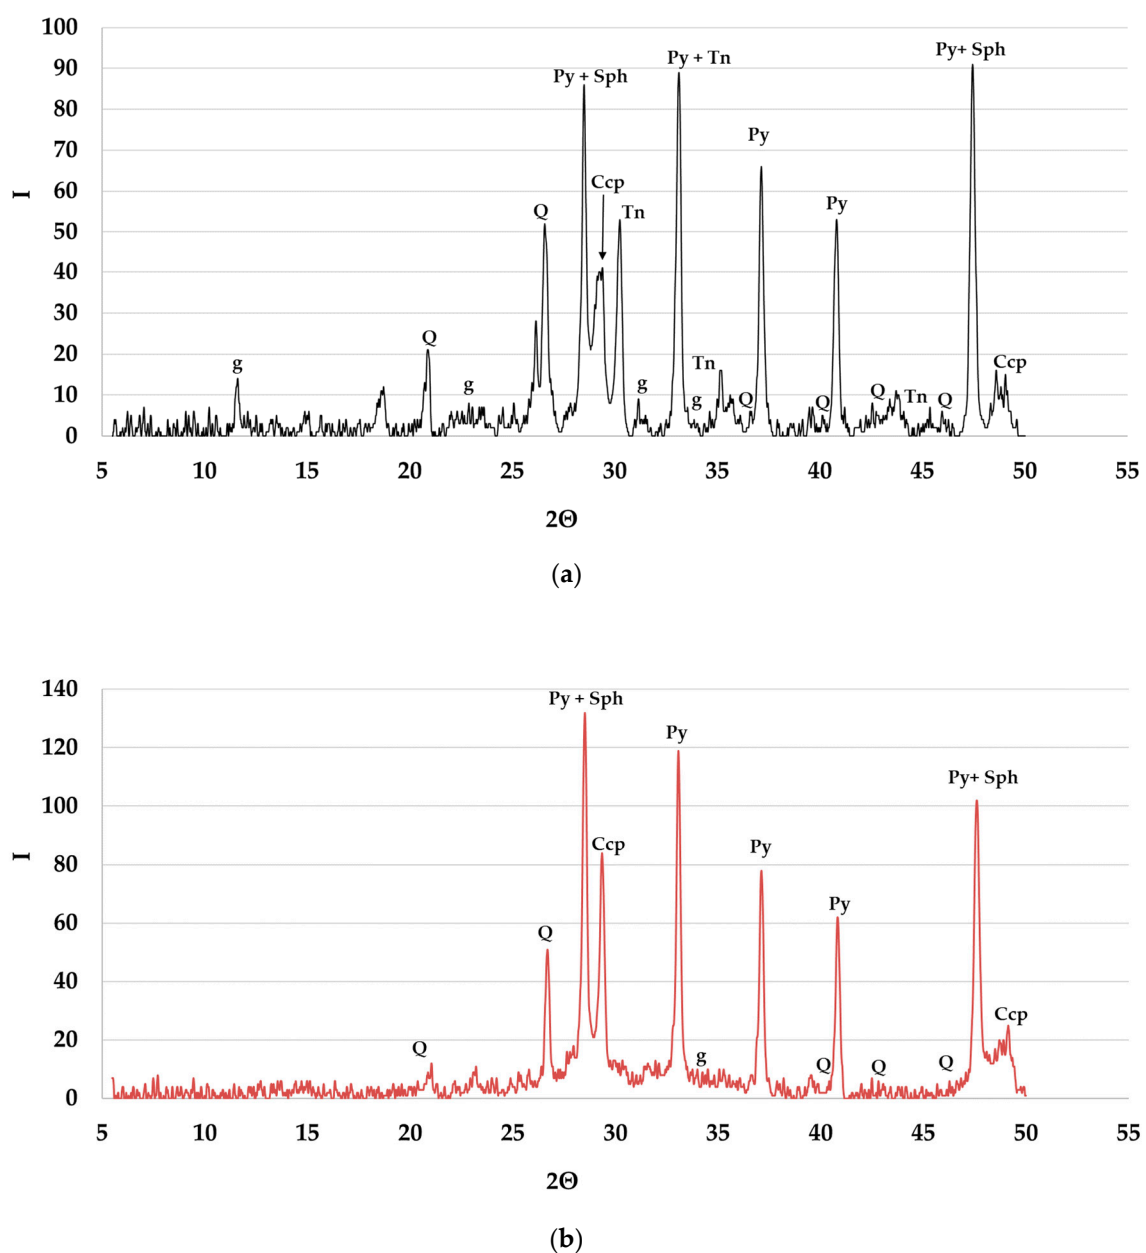 100
90
80
70
60
50
40
30
20
10
0
I
Py + Sph
Py + Tn
Py+ Sph
Py
Ccp
Q
Tn
Py
Q
g
g
g
Tn
g
Q
Q
Q
Tn
Q
Ccp
5 10 15 20 25 30 35 40 45 50 55
2Θ
(a)
140
120
100
80
60
40
20
0
I
Py + Sph
Py
Py+ Sph
Ccp
Py
Py
Q
Q
g
Q
Q
Q
Ccp
5 10 15 20 25 30 35 40 45 50 55
2Θ
(b)